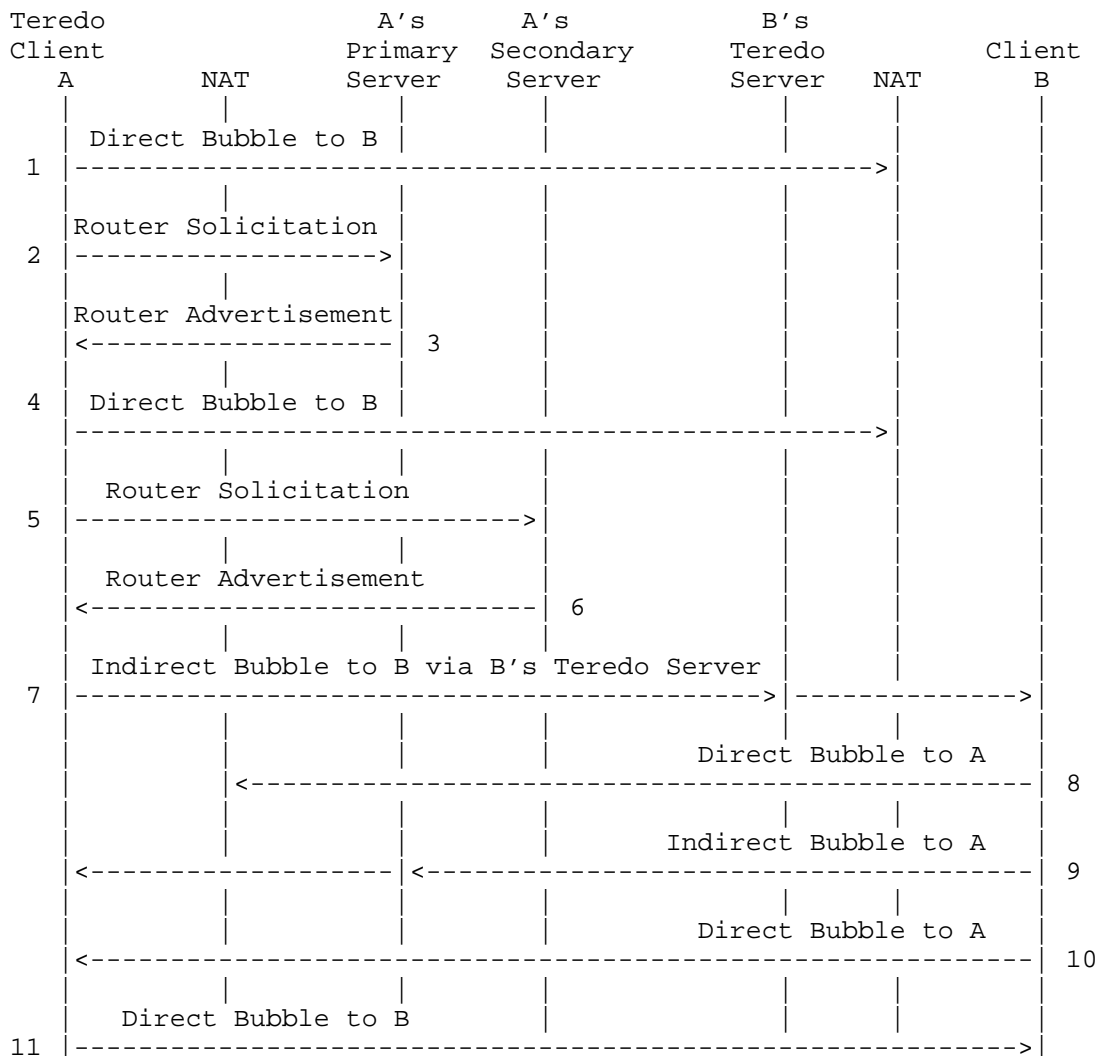 Teredo A's A's B's
Client Primary Secondary Teredo Client
A NAT Server Server Server NAT B
Direct Bubble to B
1
Router Solicitation
2
Router Advertisement
3
4 Direct Bubble to B
Router Solicitation
5
Router Advertisement
6
Indirect Bubble to B via B's Teredo Server
7
Direct Bubble to A
8
Indirect Bubble to A
9
Direct Bubble to A
10
Direct Bubble to B
11